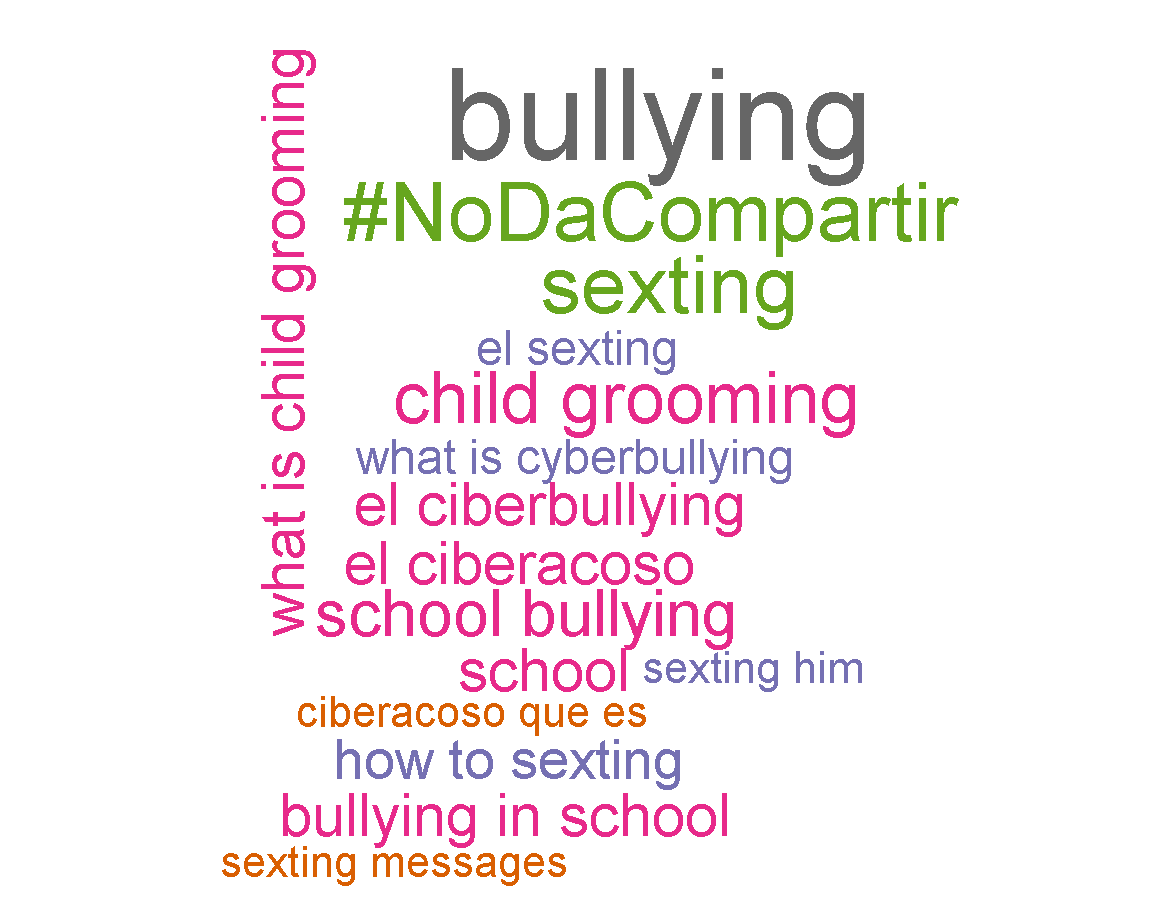 what is child grooming
bullying
#NoDaCompartir
sexting
el sexting
child grooming
what is cyberbullying
el ciberbullying
el ciberacoso
school bullying
school
sexting him
ciberacoso que es
how to sexting
bullying in school
sexting messages